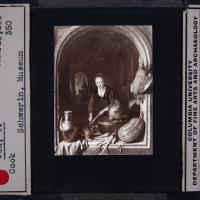 350
Cook
Schwerin, Museum
COLUMBIA UNIVERSITY
DEPARTMENT OF FINE ARTS AND ARCHAEOLOGY